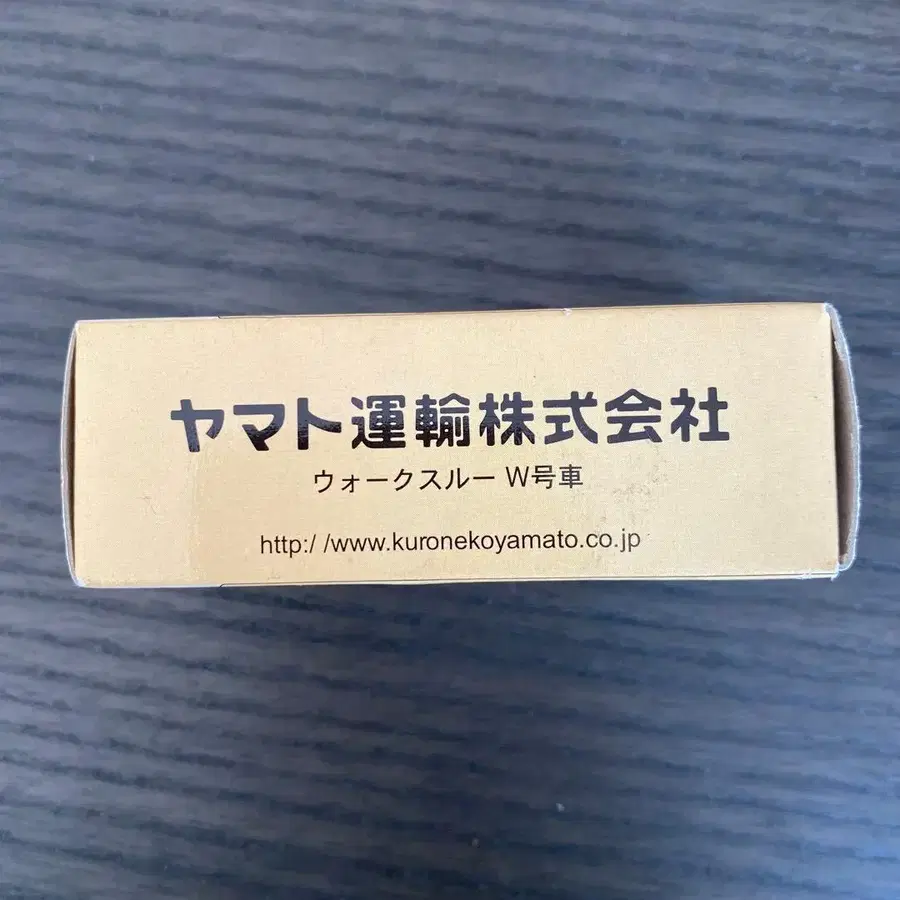 ヤマト運輸株式会社
ウォークスルー W号車
http:/ /www.kuronekoyamato.co.jp